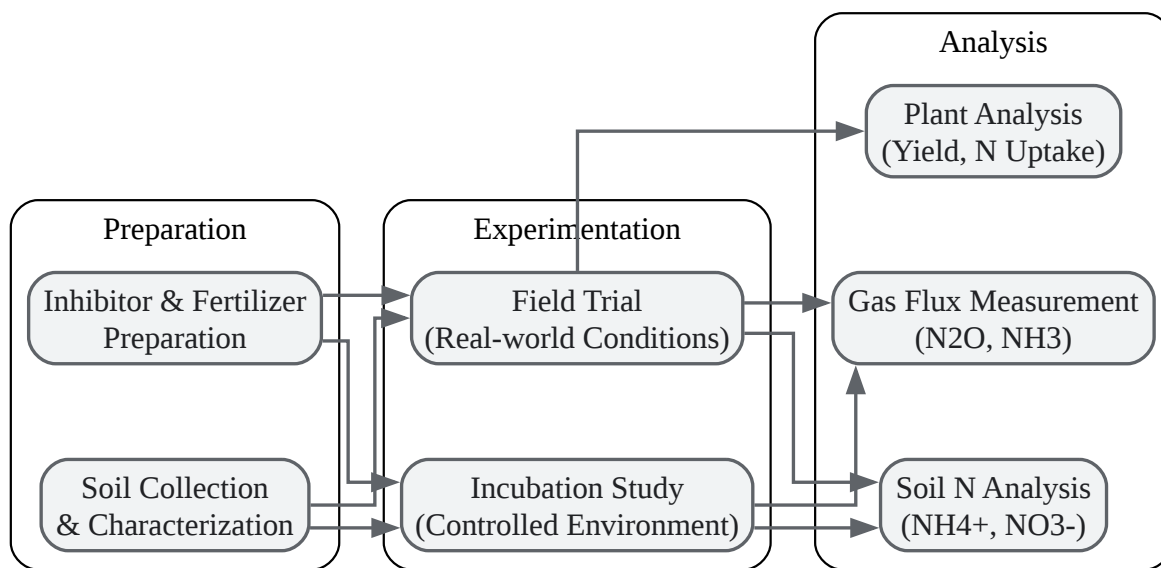 Preparation
Inhibitor & Fertilizer
Preparation
Soil Collection
& Characterization
Experimentation
Field Trial
(Real-world Conditions)
Incubation Study
(Controlled Environment)
Analysis
Plant Analysis
(Yield, N Uptake)
Gas Flux Measurement
(N2O, NH3)
Soil N Analysis
(NH4+, NO3-)